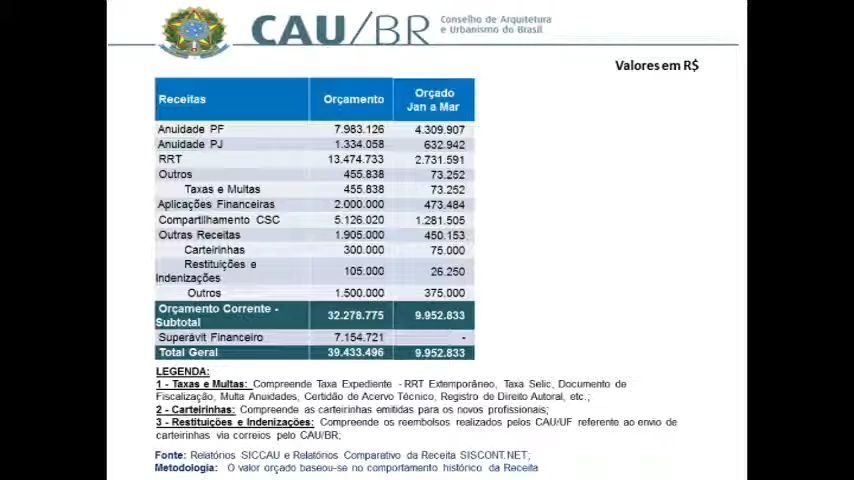 CAU/BR Conselho de Arquitetura
e Urbanismo do Brasil
Valores em R$
Receitas Orçamento Orçado
Jan a Mar
Anuidade PF 7.983.126 4.309.907
Anuidade PJ 1.334.058 632.942
RRT 13.474.733 2.731.591
Outros 455.838 73.252
Taxas e Multas 455.838 73.252
Aplicações Financeiras 2.000.000 473.484
Compartilhamento CSC 5.126.020 1.281.505
Outras Receitas 1.905.000 450.153
Carteirinhas 300.000 75.000
Restituições e
Indenizações 105.000 26.250
Outros 1.500.000 375.000
Orçamento Corrente -
Subtotal 32.278.775 9.952.833
Superávit Financeiro 7.154.721 -
Total Geral 39.433.496 9.952.833
LEGENDA:
1 - Taxas e Multas: Compreende Taxa Expediente - RRT Extemporâneo, Taxa Selic, Documento de
Fiscalização, Multa Anuidades, Certidão de Acervo Técnico, Registro de Direito Autoral, etc.;
2 - Carteirinhas: Compreende as carteirinhas emitidas para os novos profissionais;
3 - Restituições e Indenizações: Compreende os reembolsos realizados pelos CAU/UF referente ao envio de
carteirinhas via correios pelo CAU/BR;
Fonte: Relatórios SICCAU e Relatórios Comparativo da Receita SISCONT.NET;
Metodologia: O valor orçado baseou-se no comportamento histórico da Receita